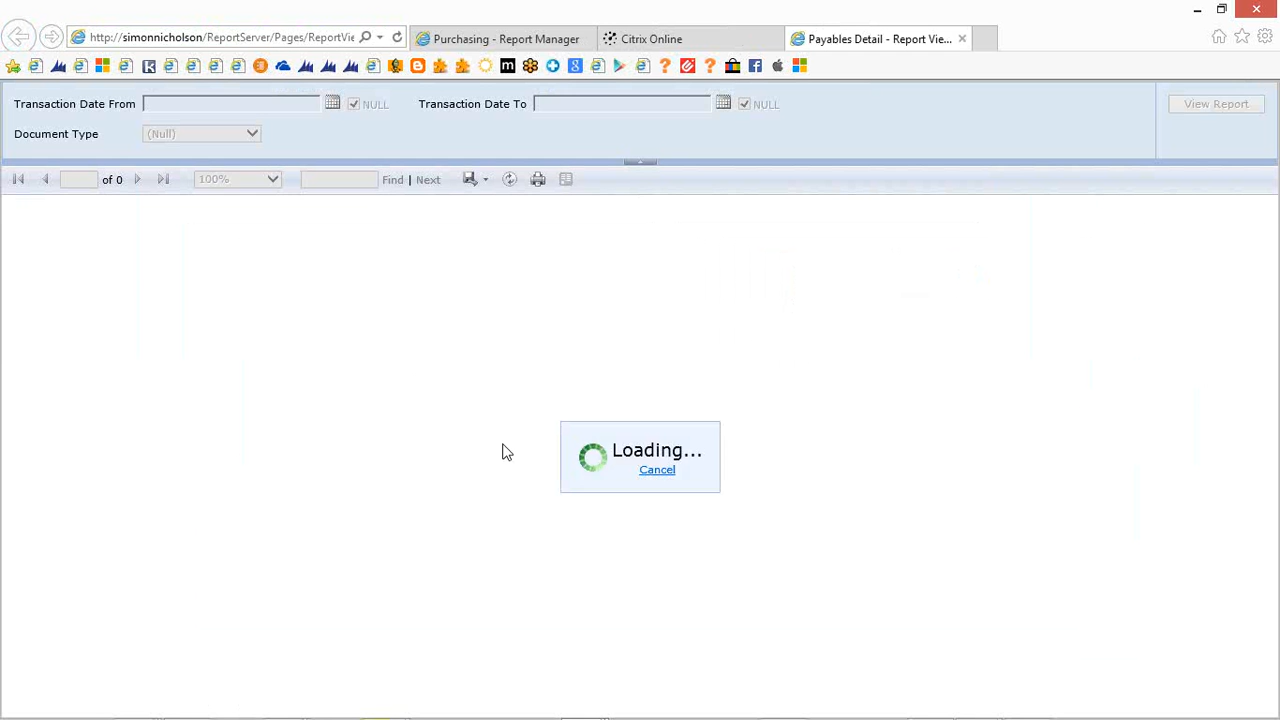 http://simonnicholson/ReportServer/Pages/ReportVie
Purchasing - Report Manager
Citrix Online
Payables Detail - Report Vie...
Transaction Date From
NULL
Transaction Date To
NULL
View Report
Document Type
(Null)
of 0
100%
Find | Next
Loading...
Cancel